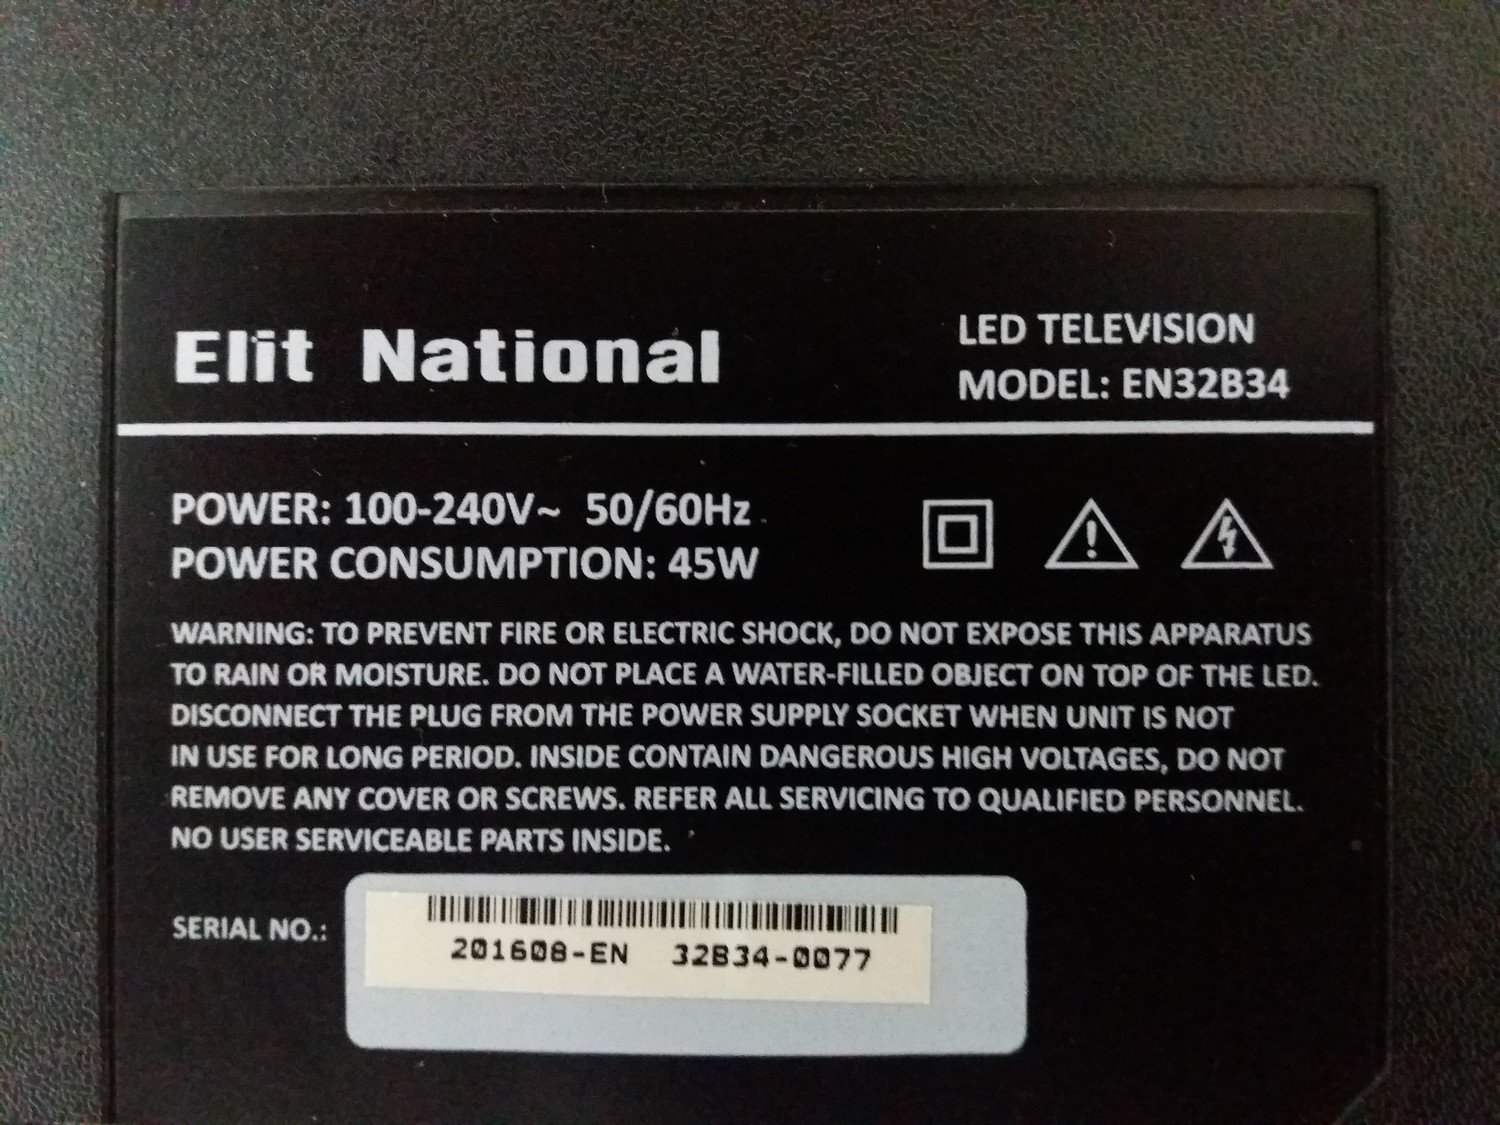 Elit National
LED TELEVISION
MODEL: EN32B34
POWER: 100-240V~ 50/60Hz
POWER CONSUMPTION: 45W
WARNING: TO PREVENT FIRE OR ELECTRIC SHOCK, DO NOT EXPOSE THIS APPARATUS
TO RAIN OR MOISTURE. DO NOT PLACE A WATER-FILLED OBJECT ON TOP OF THE LED.
DISCONNECT THE PLUG FROM THE POWER SUPPLY SOCKET WHEN UNIT IS NOT
IN USE FOR LONG PERIOD. INSIDE CONTAIN DANGEROUS HIGH VOLTAGES, DO NOT
REMOVE ANY COVER OR SCREWS. REFER ALL SERVICING TO QUALIFIED PERSONNEL.
NO USER SERVICEABLE PARTS INSIDE.
SERIAL NO.:
201608-EN 32B34-0077